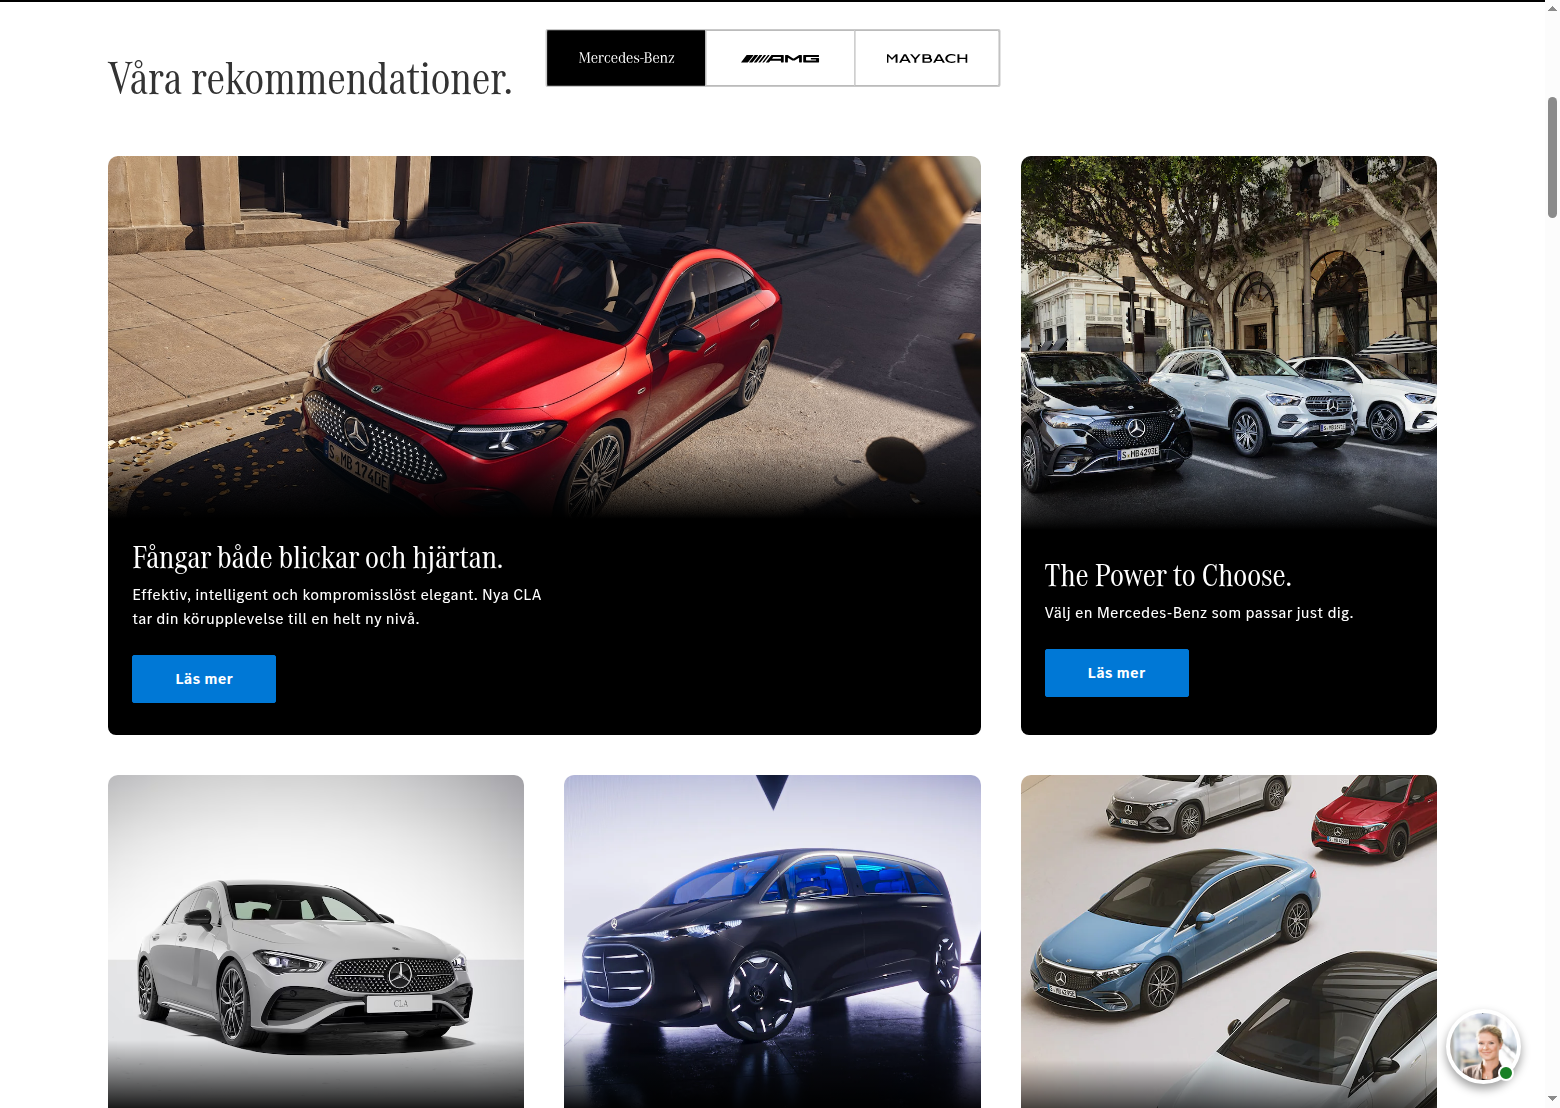 Våra rekommendationer.
Mercedes-Benz
AMG
MAYBACH
S MB 1740E
S MB 4293E
Fångar både blickar och hjärtan.
Effektiv, intelligent och kompromisslöst elegant. Nya CLA
tar din körupplevelse till en helt ny nivå.
Läs mer
The Power to Choose.
Välj en Mercedes-Benz som passar just dig.
Läs mer
CLA